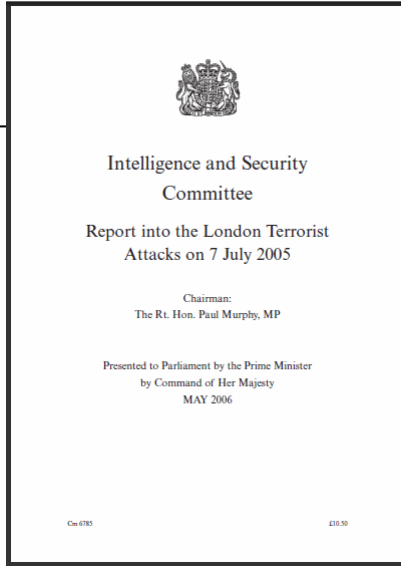 Intelligence and Security
Committee
Report into the London Terrorist
Attacks on 7 July 2005
Chairman:
The Rt. Hon. Paul Murphy, MP
Presented to Parliament by the Prime Minister
by Command of Her Majesty
MAY 2006
Cm 6785
£10.50